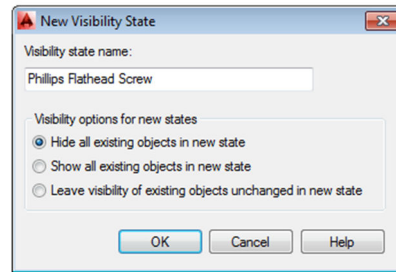 New Visibility State
Visibility state name:
Phillips Flathead Screw
Visibility options for new states
Hide all existing objects in new state
Show all existing objects in new state
Leave visibility of existing objects unchanged in new state
OK Cancel Help